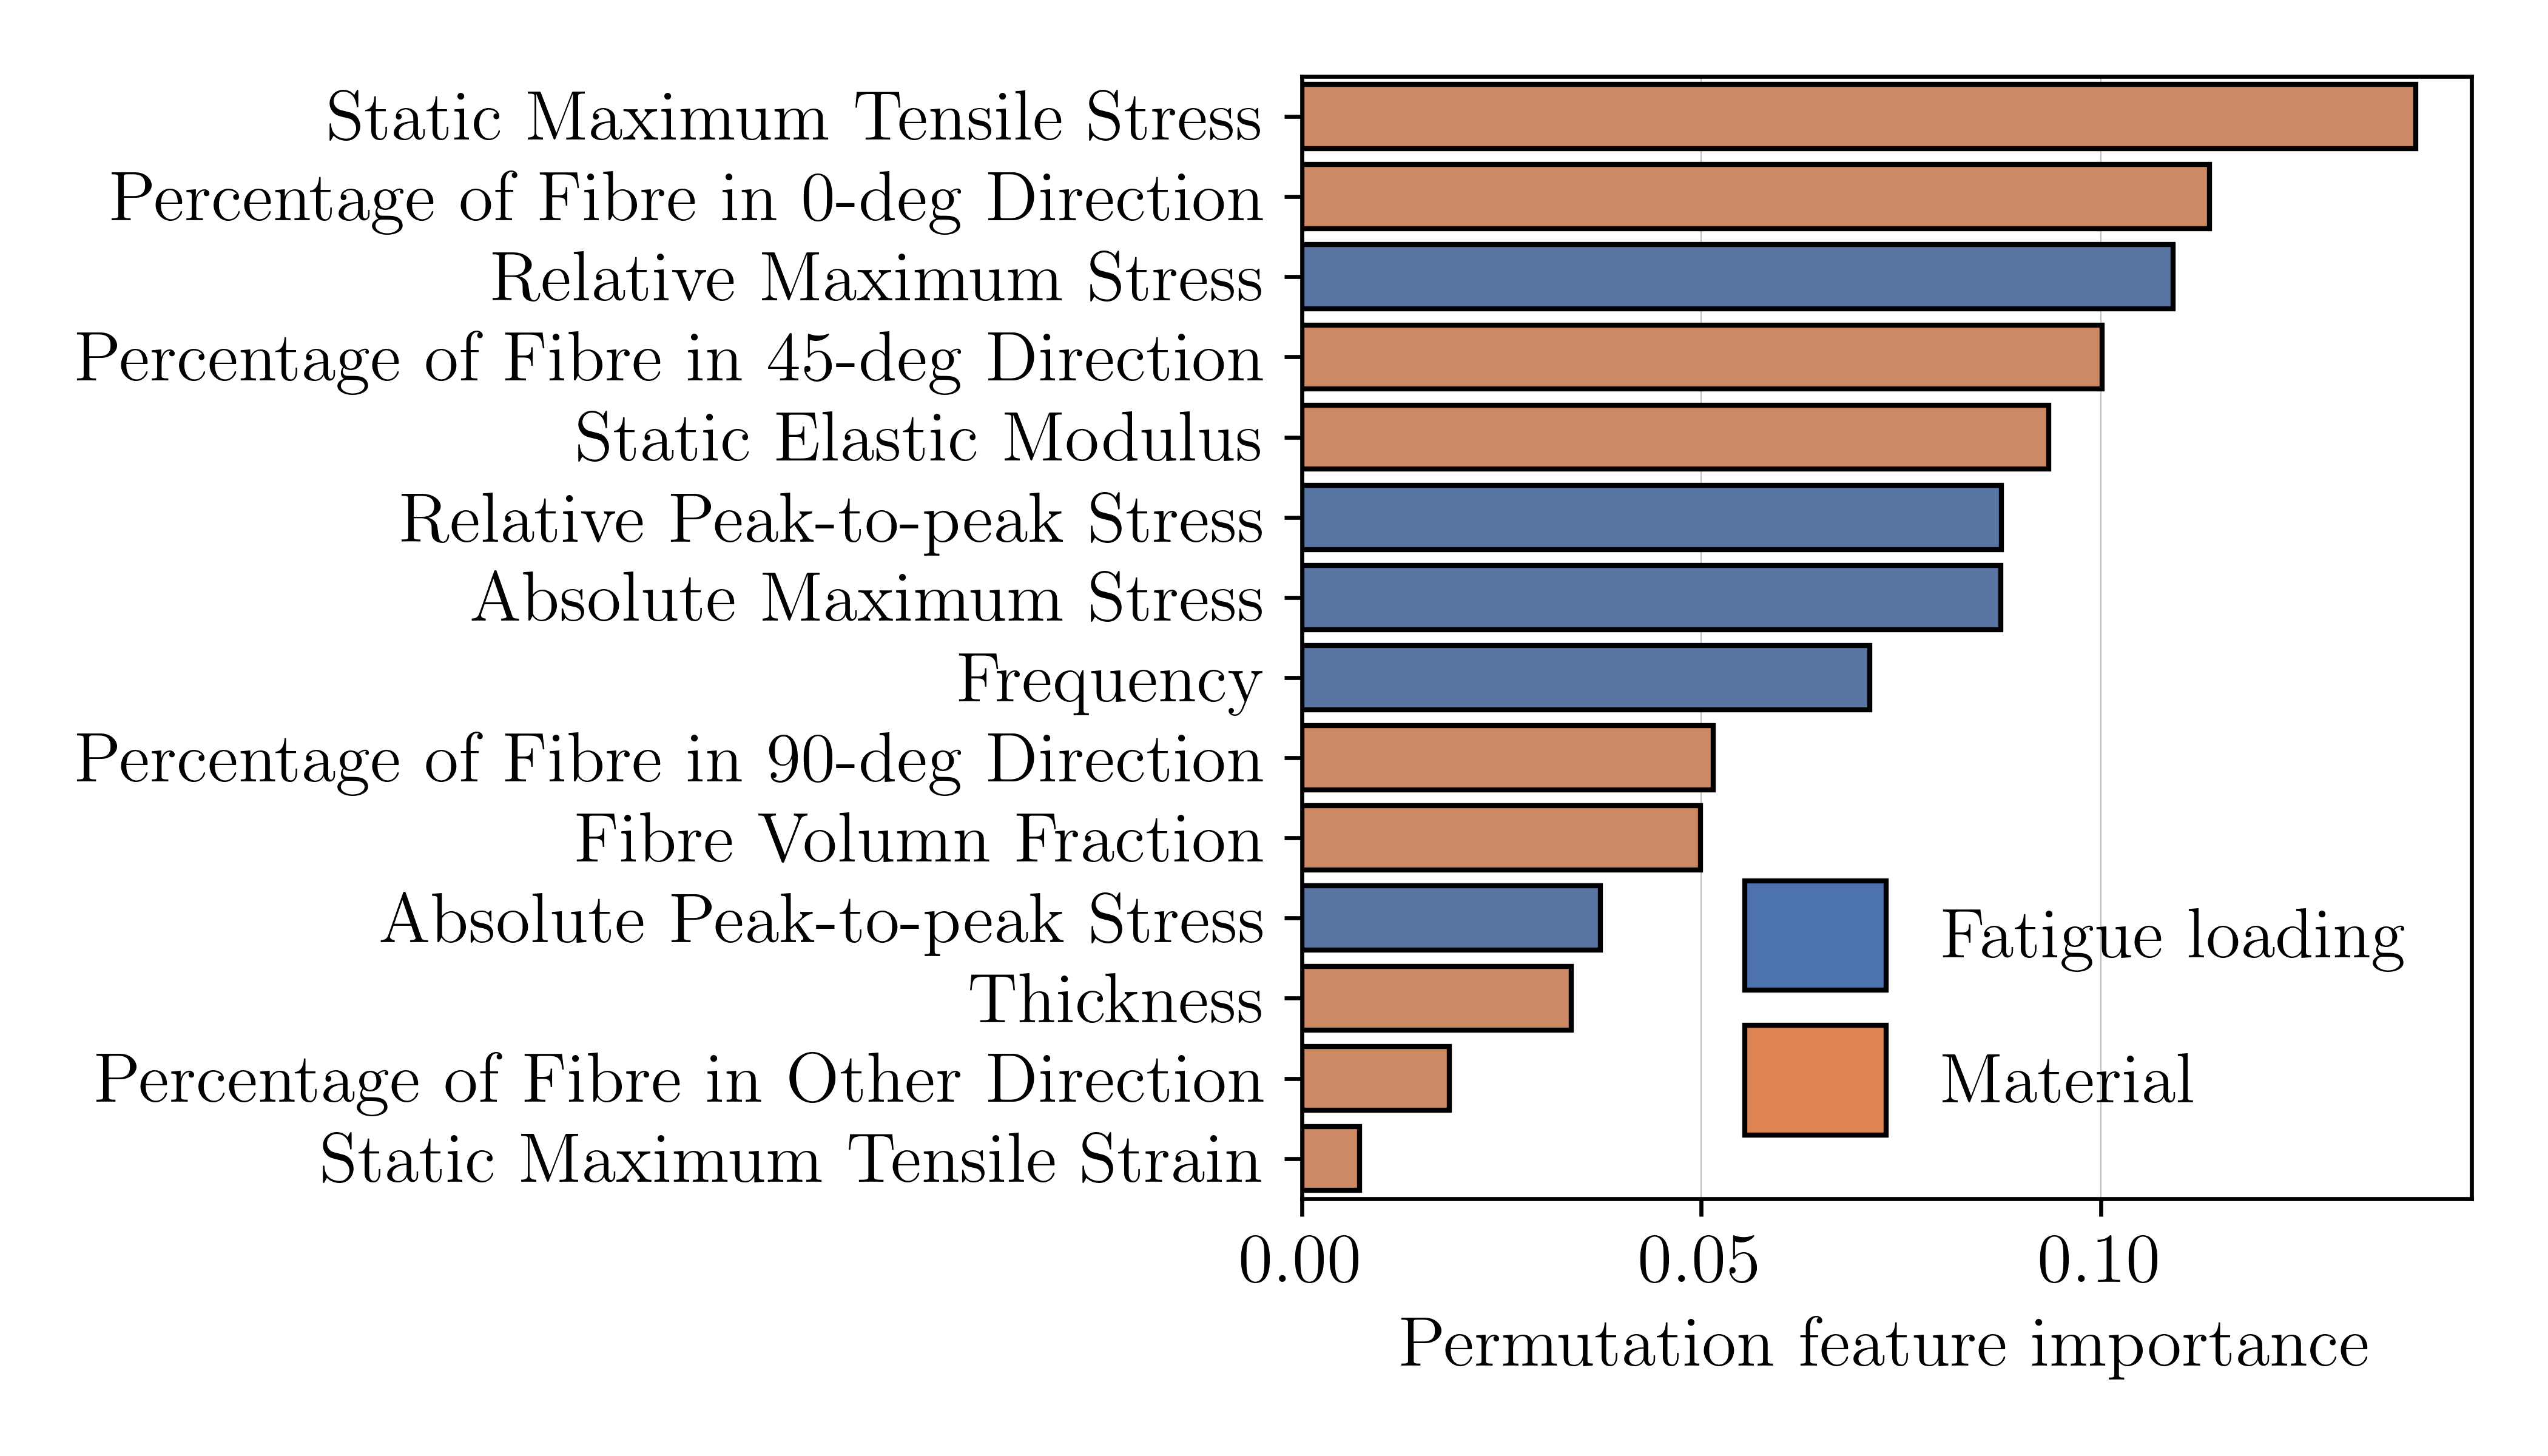 Static Maximum Tensile Stress
Percentage of Fibre in 0-deg Direction
Relative Maximum Stress
Percentage of Fibre in 45-deg Direction
Static Elastic Modulus
Relative Peak-to-peak Stress
Absolute Maximum Stress
Frequency
Percentage of Fibre in 90-deg Direction
Fibre Volumn Fraction
Absolute Peak-to-peak Stress
Thickness
Percentage of Fibre in Other Direction
Static Maximum Tensile Strain
Fatigue loading
Material
0.00 0.05 0.10
Permutation feature importance